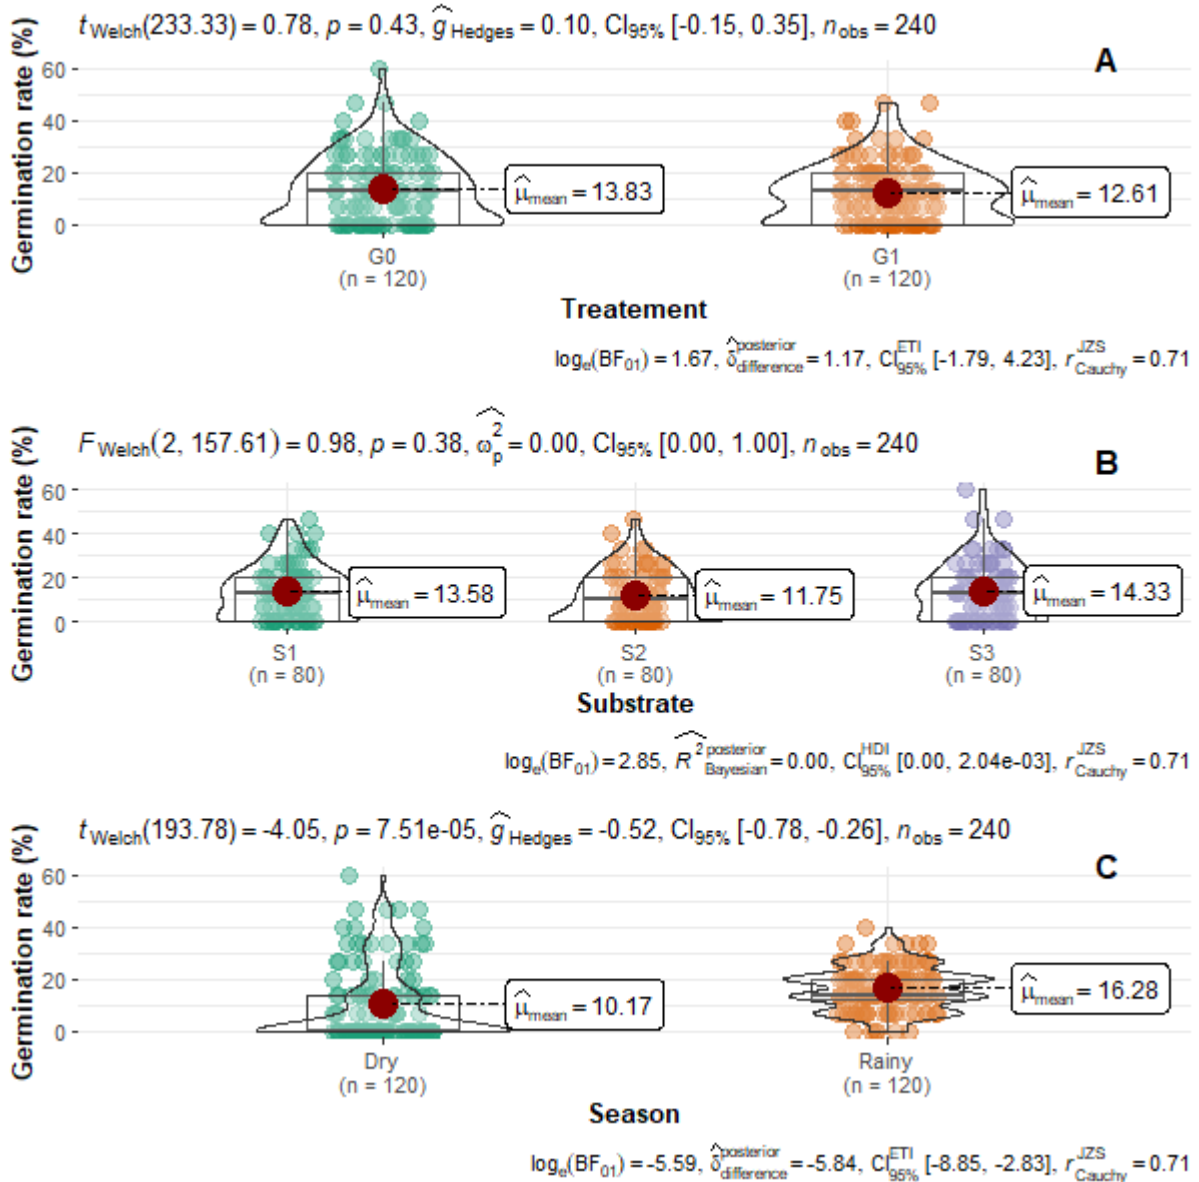 t Welch(233.33) = 0.78, p = 0.43, ĝ Hedges = 0.10, CI95% [-0.15, 0.35], n obs = 240
A
Germination rate (%)
60
40
20
0
μ̂ mean = 13.83
μ̂ mean = 12.61
G0
(n = 120)
G1
(n = 120)
Treatement
loge(BF01) = 1.67, δ̂ posterior difference = 1.17, CI ETI 95% [-1.79, 4.23], r JZS Cauchy = 0.71
F Welch(2, 157.61) = 0.98, p = 0.38, ω̂p² = 0.00, CI95% [0.00, 1.00], n obs = 240
B
Germination rate (%)
60
40
20
0
μ̂ mean = 13.58
μ̂ mean = 11.75
μ̂ mean = 14.33
S1
(n = 80)
S2
(n = 80)
S3
(n = 80)
Substrate
loge(BF01) = 2.85, R̂² posterior Bayesian = 0.00, CI HDI 95% [0.00, 2.04e-03], r JZS Cauchy = 0.71
t Welch(193.78) = -4.05, p = 7.51e-05, ĝ Hedges = -0.52, CI95% [-0.78, -0.26], n obs = 240
C
Germination rate (%)
60
40
20
0
μ̂ mean = 10.17
μ̂ mean = 16.28
Dry
(n = 120)
Rainy
(n = 120)
Season
loge(BF01) = -5.59, δ̂ posterior difference = -5.84, CI ETI 95% [-8.85, -2.83], r JZS Cauchy = 0.71